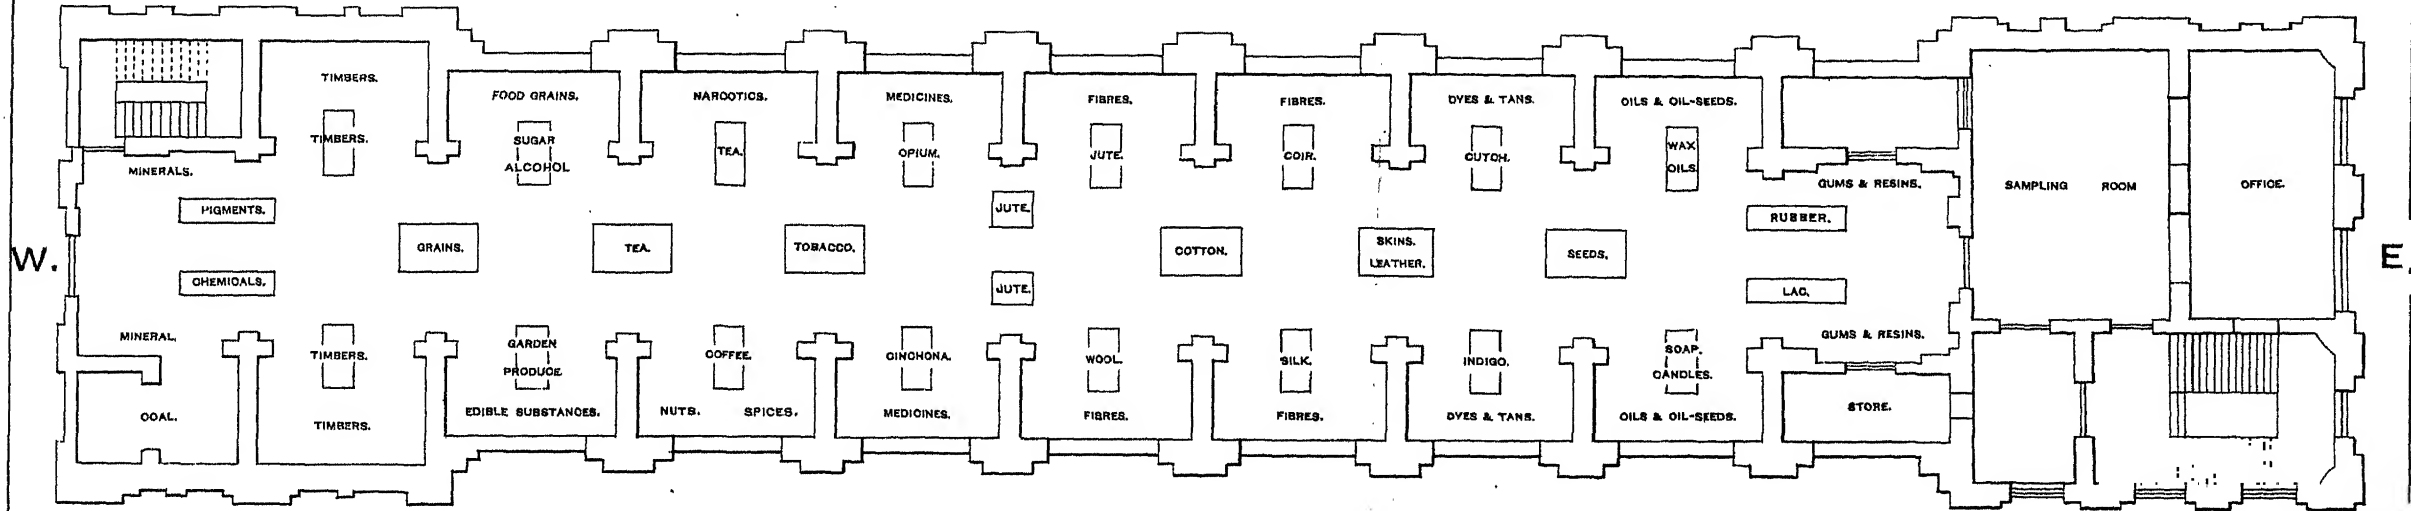 TIMBERS.
FOOD GRAINS.
NARCOTICS.
MEDICINES.
FIBRES.
FIBRES.
DYES & TANS.
OILS & OIL-SEEDS.
TIMBERS.
SUGAR
ALCOHOL
TEA.
OPIUM.
JUTE.
COIR.
CUTCH.
WAX
OILS.
MINERALS.
GUMS & RESINS.
SAMPLING ROOM
OFFICE.
PIGMENTS.
JUTE.
RUBBER.
W.
GRAINS.
TEA.
TOBACCO.
COTTON.
SKINS.
LEATHER.
SEEDS.
E.
CHEMICALS.
JUTE.
LAC.
MINERAL.
GUMS & RESINS.
TIMBERS.
GARDEN
PRODUCE
COFFEE.
CINCHONA.
WOOL.
SILK.
INDIGO.
SOAP.
CANDLES.
COAL.
TIMBERS.
EDIBLE SUBSTANCES.
NUTS. SPICES.
MEDICINES.
FIBRES.
FIBRES.
DYES & TANS.
OILS & OIL-SEEDS.
STORE.